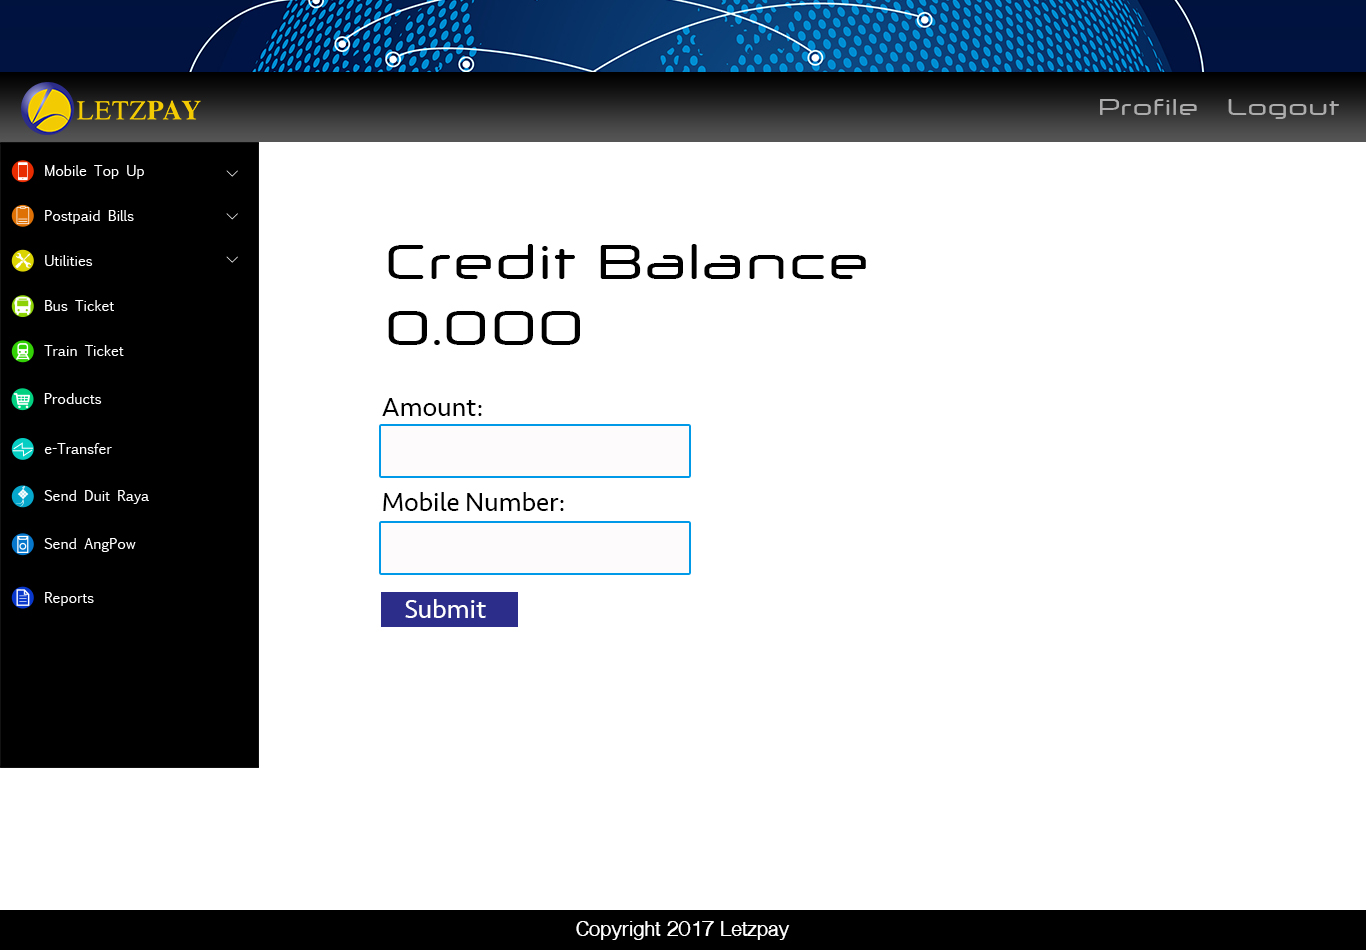 LETZPAY
Profile Logout
Mobile Top Up
Postpaid Bills
Utilities
Bus Ticket
Train Ticket
Products
e-Transfer
Send Duit Raya
Send AngPow
Reports
Credit Balance
0.000
Amount:
Mobile Number:
Submit
Copyright 2017 Letzpay